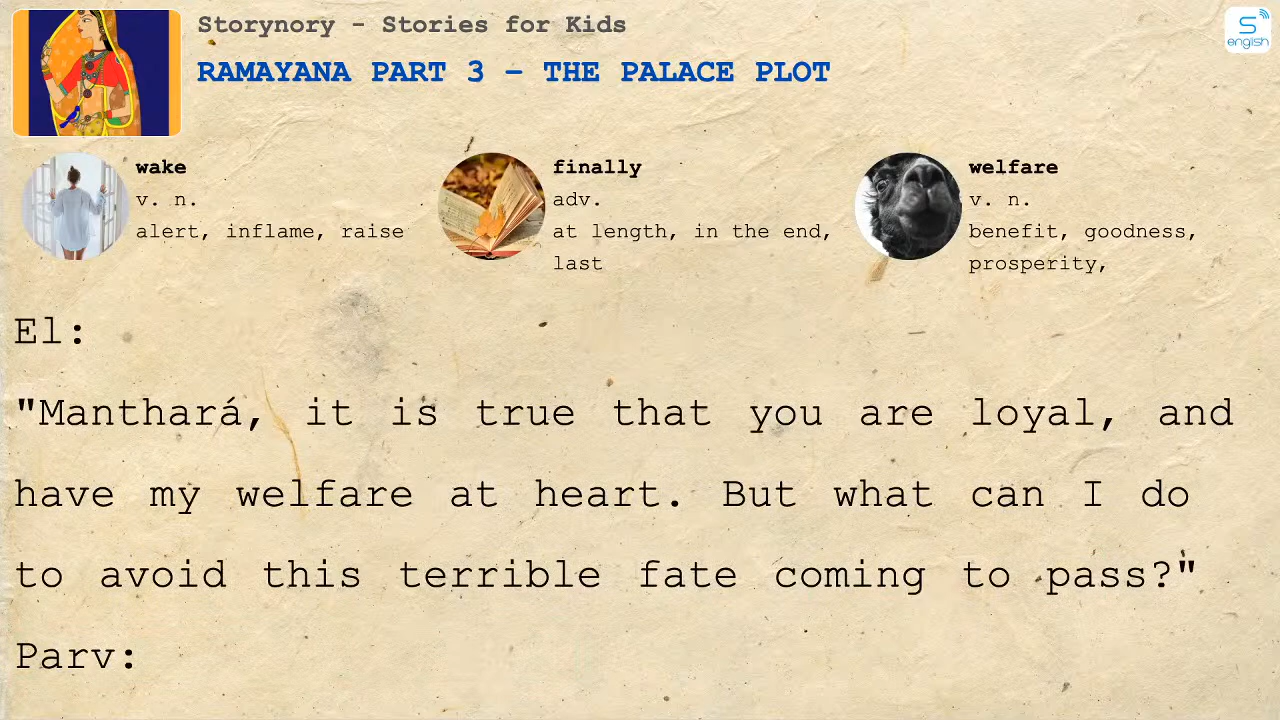 Storynory - Stories for Kids
RAMAYANA PART 3 – THE PALACE PLOT
S
english
wake
v. n.
alert, inflame, raise
finally
adv.
at length, in the end,
last
welfare
v. n.
benefit, goodness,
prosperity,
El:
"Manthará, it is true that you are loyal, and
have my welfare at heart. But what can I do
to avoid this terrible fate coming to pass?"
Parv: